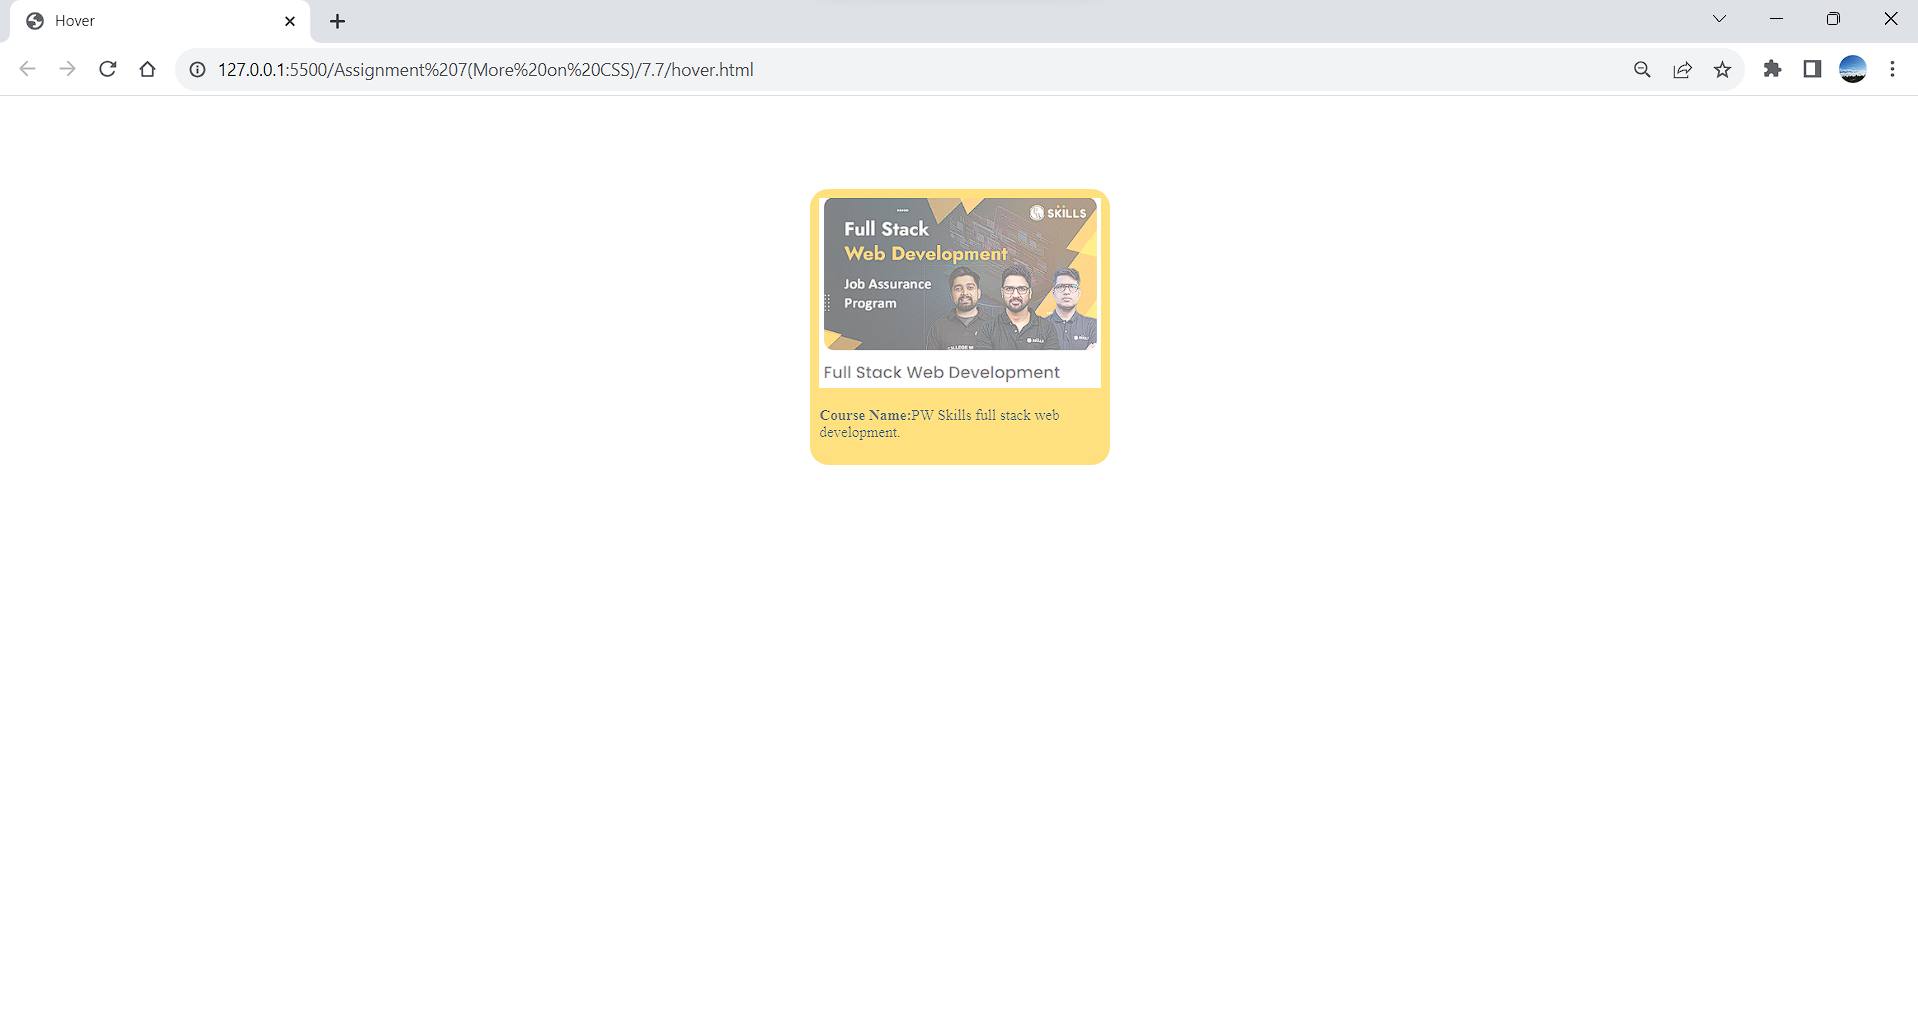 Hover
127.0.0.1:5500/Assignment%207(More%20on%20CSS)/7.7/hover.html
SKILLS
Full Stack
Web Development
Job Assurance
Program
Full Stack Web Development
Course Name:PW Skills full stack web
development.